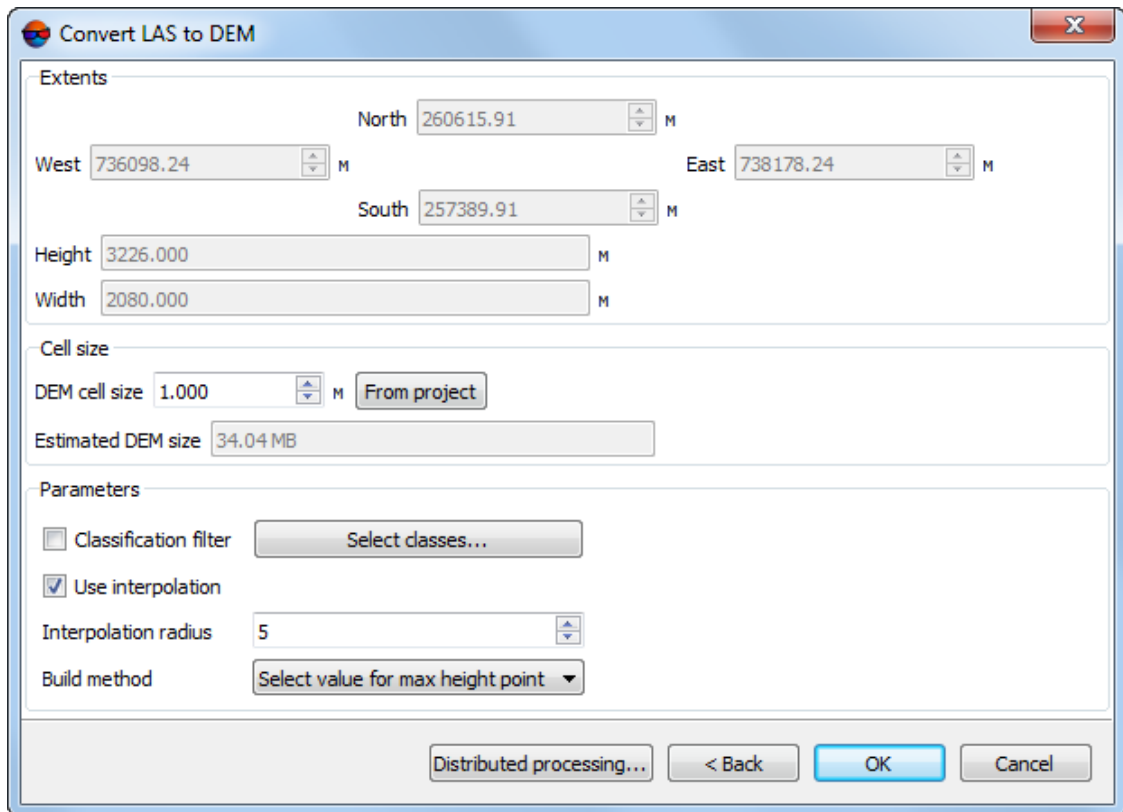 Convert LAS to DEM
Extents
North 260615.91 м
West 736098.24 м East 738178.24 м
South 257389.91 м
Height 3226.000 м
Width 2080.000 м
Cell size
DEM cell size 1.000 м From project
Estimated DEM size 34.04 MB
Parameters
Classification filter Select classes...
Use interpolation
Interpolation radius 5
Build method Select value for max height point
Distributed processing... < Back OK Cancel